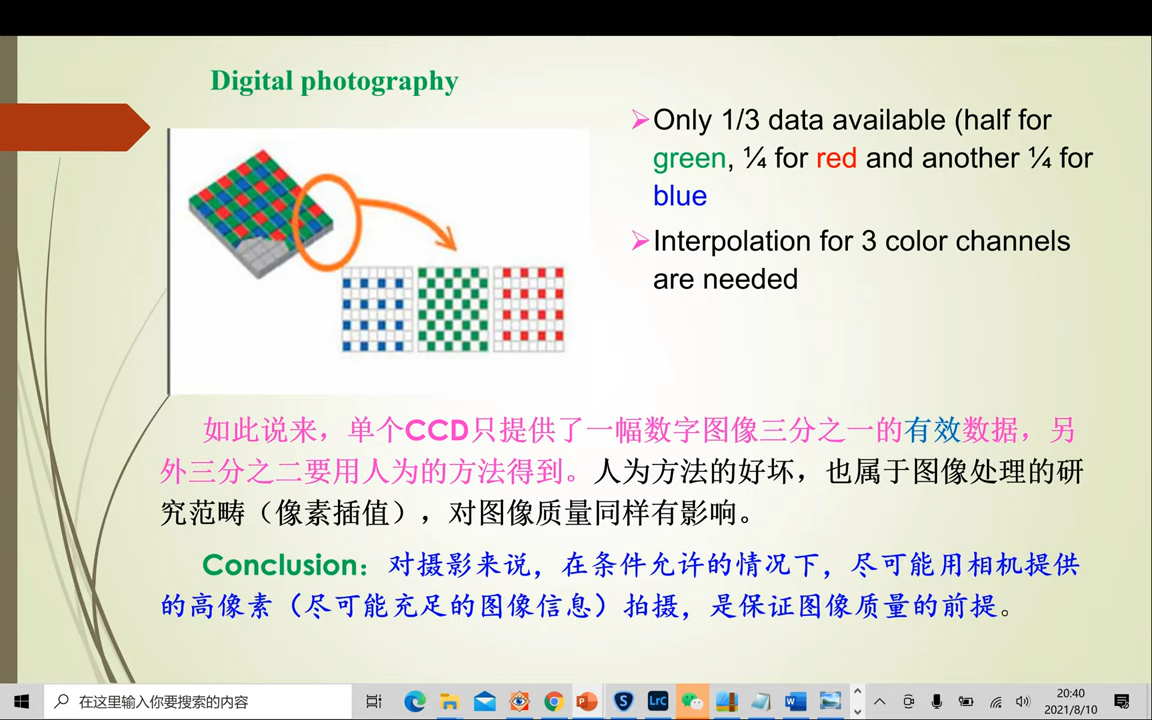 Digital photography
➢Only 1/3 data available (half for
green, ¼ for red and another ¼ for
blue
➢Interpolation for 3 color channels
are needed
如此说来，单个CCD只提供了一幅数字图像三分之一的有效数据，另
外三分之二要用人为的方法得到。人为方法的好坏，也属于图像处理的研
究范畴（像素插值），对图像质量同样有影响。
Conclusion：对摄影来说，在条件允许的情况下，尽可能用相机提供
的高像素（尽可能充足的图像信息）拍摄，是保证图像质量的前提。
在这里输入你要搜索的内容
LrC
20:40
2021/8/10